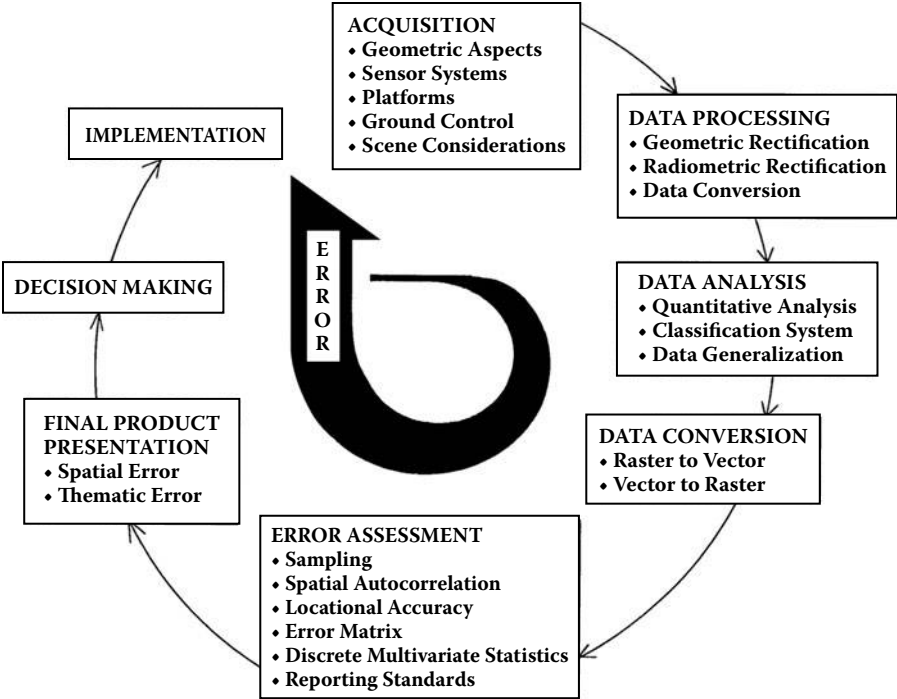 ACQUISITION
• Geometric Aspects
• Sensor Systems
• Platforms
• Ground Control
• Scene Considerations
DATA PROCESSING
• Geometric Rectification
• Radiometric Rectification
• Data Conversion
DATA ANALYSIS
• Quantitative Analysis
• Classification System
• Data Generalization
DATA CONVERSION
• Raster to Vector
• Vector to Raster
ERROR ASSESSMENT
• Sampling
• Spatial Autocorrelation
• Locational Accuracy
• Error Matrix
• Discrete Multivariate Statistics
• Reporting Standards
FINAL PRODUCT
PRESENTATION
• Spatial Error
• Thematic Error
DECISION MAKING
IMPLEMENTATION
ERROR